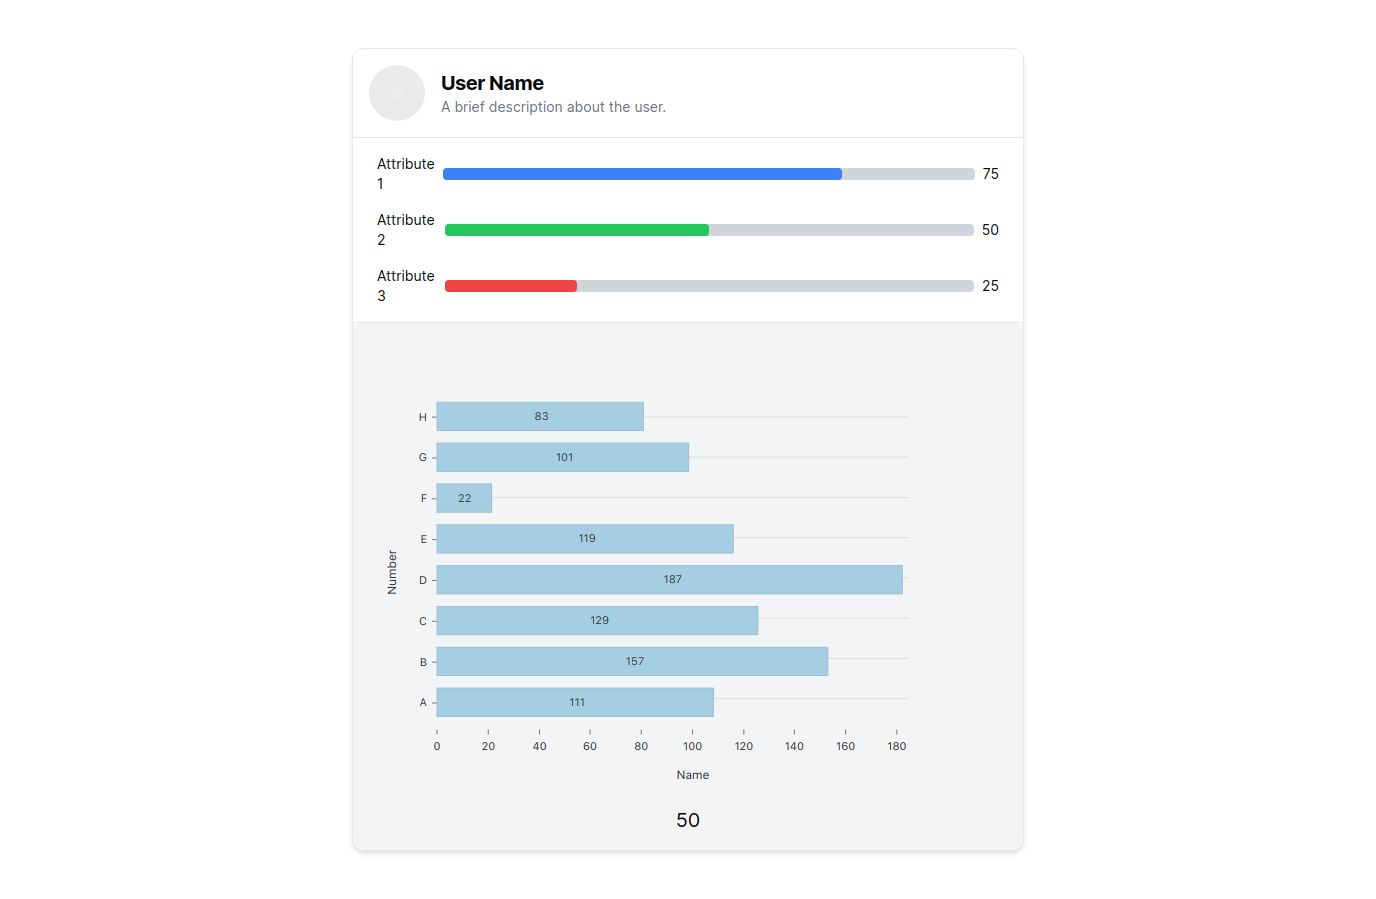 User Name
A brief description about the user.
Attribute
1
75
Attribute
2
50
Attribute
3
25
H
83
G
101
F
22
E
119
Number
D
187
C
129
B
157
A
111
0 20 40 60 80 100 120 140 160 180
Name
50